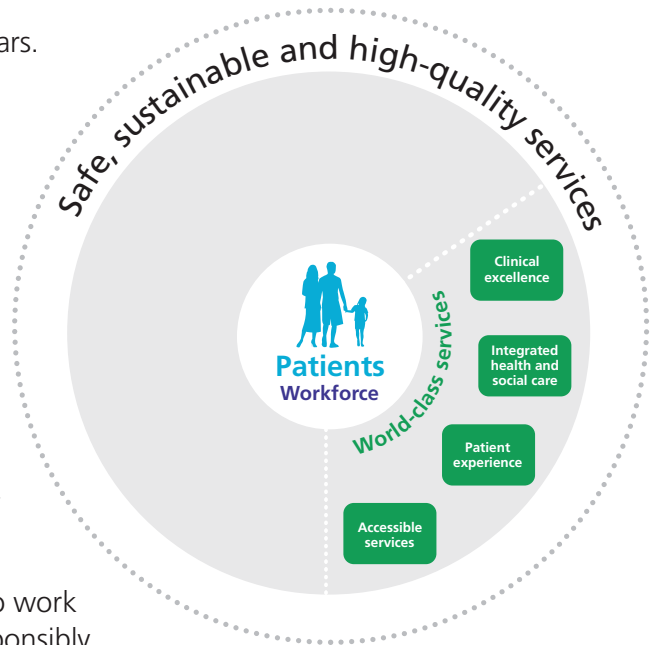 ars.
Safe, sustainable and high-quality services
Clinical
excellence
Integrated
health and
social care
World-class services
Patients
Workforce
Patient
experience
Accessible
services
work
ponsibly